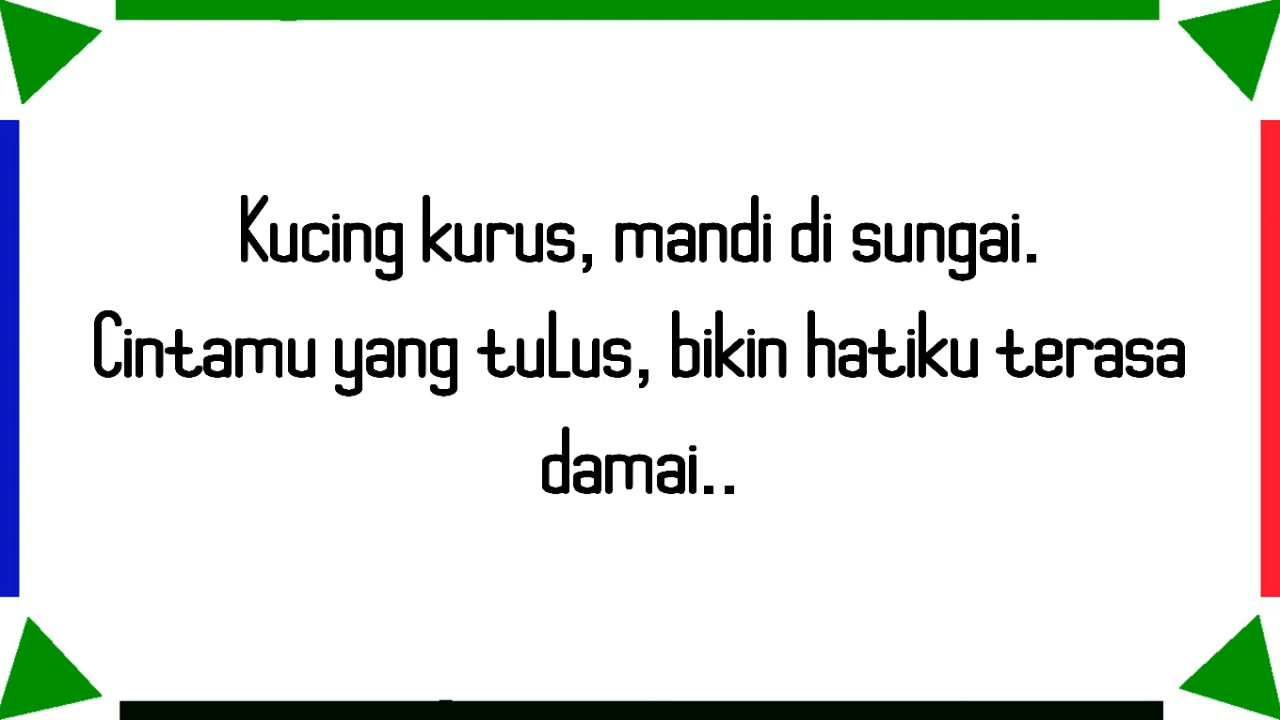 Kucing kurus, mandi di sungai.
Cintamu yang tulus, bikin hatiku terasa
damai..